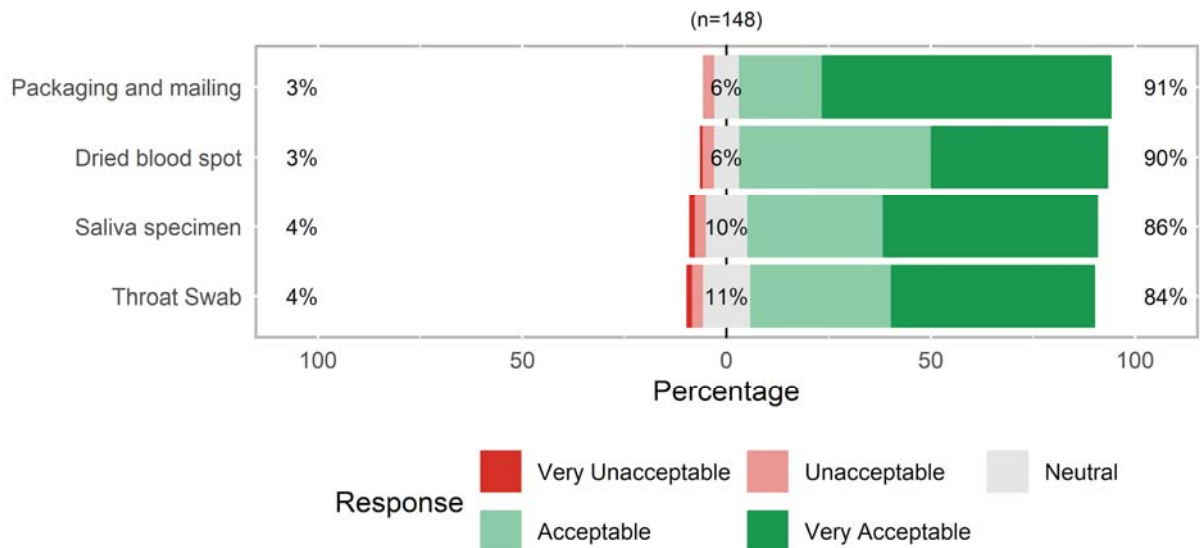 (n=148)
Packaging and mailing 3% 6% 91%
Dried blood spot 3% 6% 90%
Saliva specimen 4% 10% 86%
Throat Swab 4% 11% 84%
100 50 0 50 100
Percentage
Response
Very Unacceptable Unacceptable Neutral
Acceptable Very Acceptable